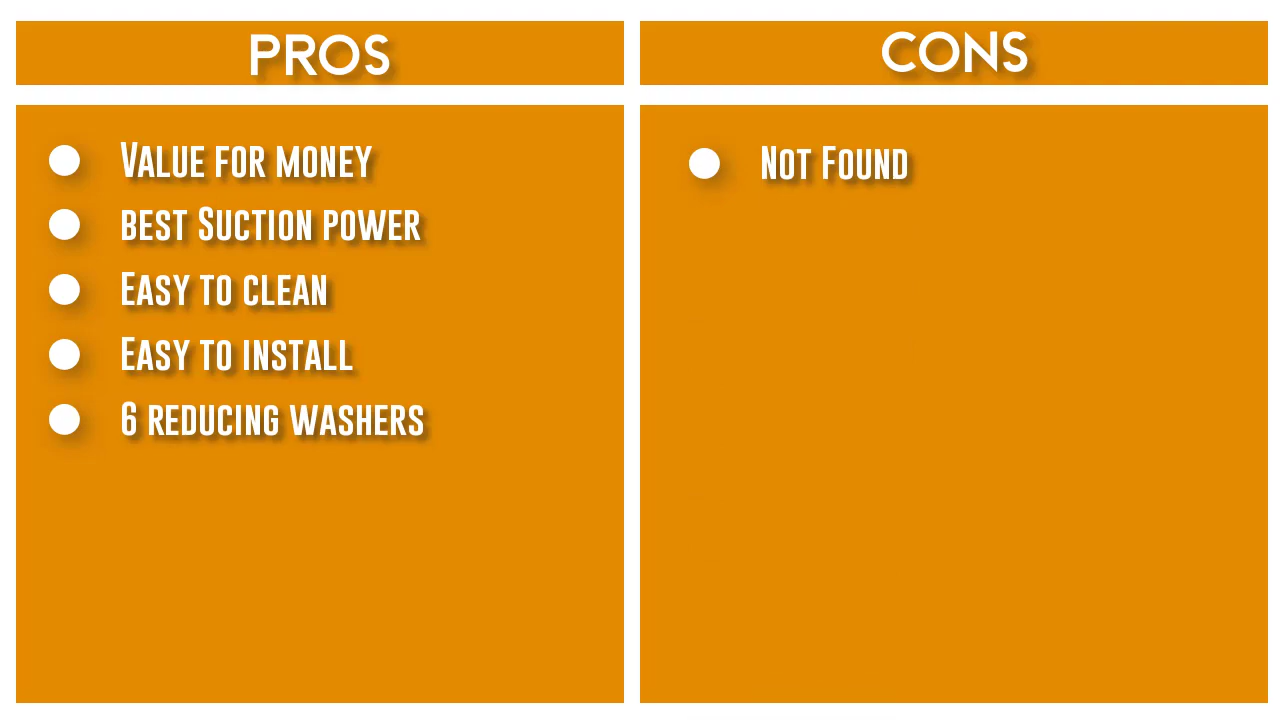 PROS
Value for money
best Suction power
Easy to clean
Easy to install
6 reducing washers
CONS
Not Found